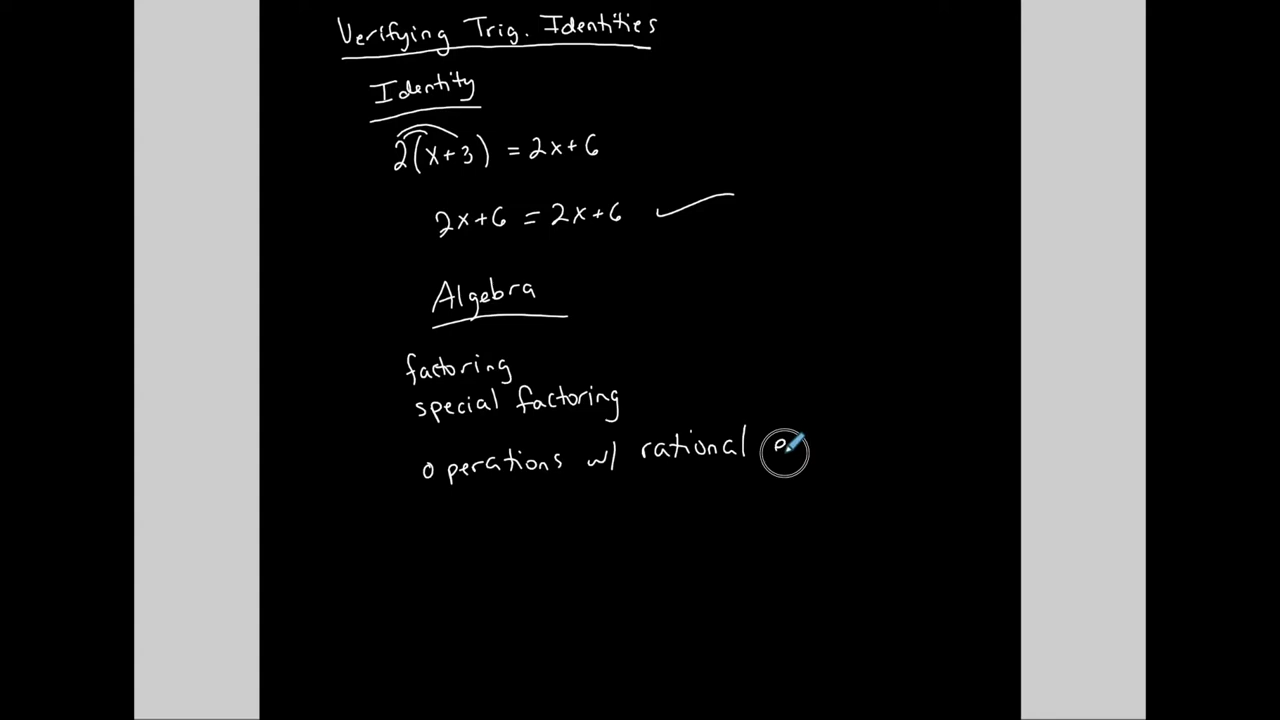 Verifying Trig. Identities
Identity
2(x+3) = 2x+6
2x+6 = 2x+6
Algebra
factoring
special factoring
operations w/ rational e